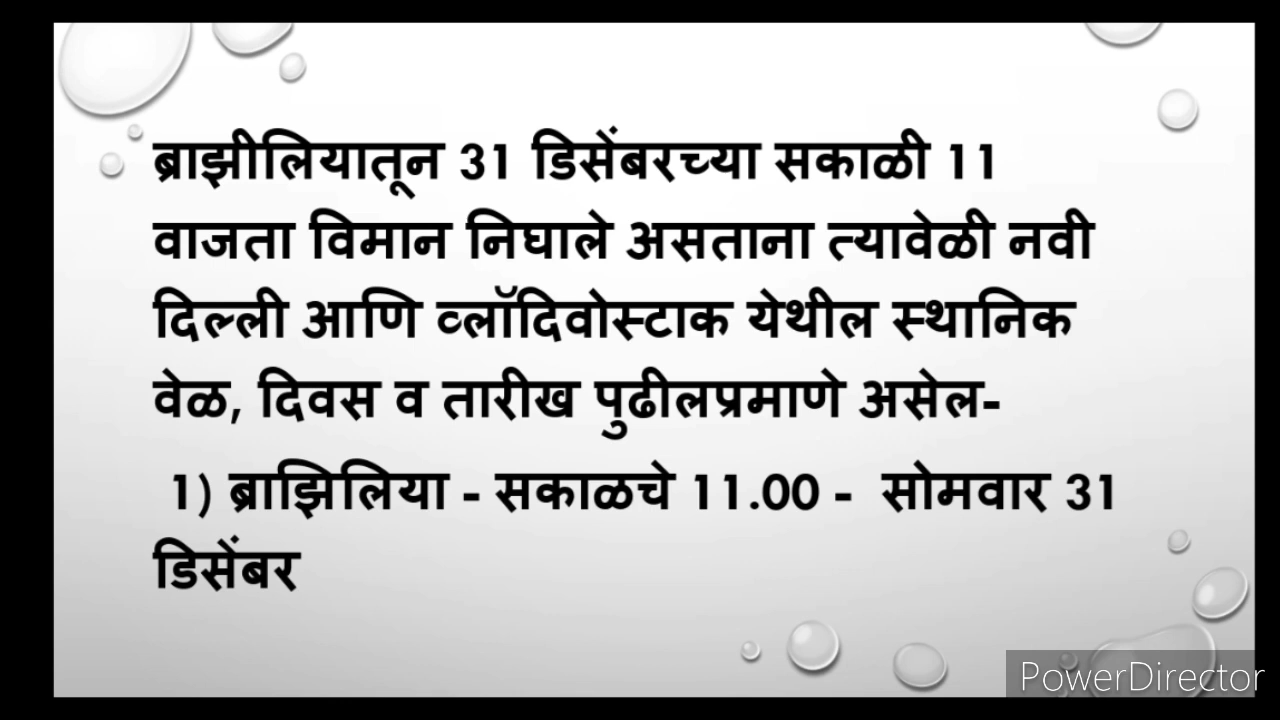 ब्राझीलियातून 31 डिसेंबरच्या सकाळी 11
वाजता विमान निघाले असताना त्यावेळी नवी
दिल्ली आणि व्लॉदिवोस्टाक येथील स्थानिक
वेळ, दिवस व तारीख पुढीलप्रमाणे असेल-
1) ब्राझिलिया - सकाळचे 11.00 - सोमवार 31
डिसेंबर
PowerDirector